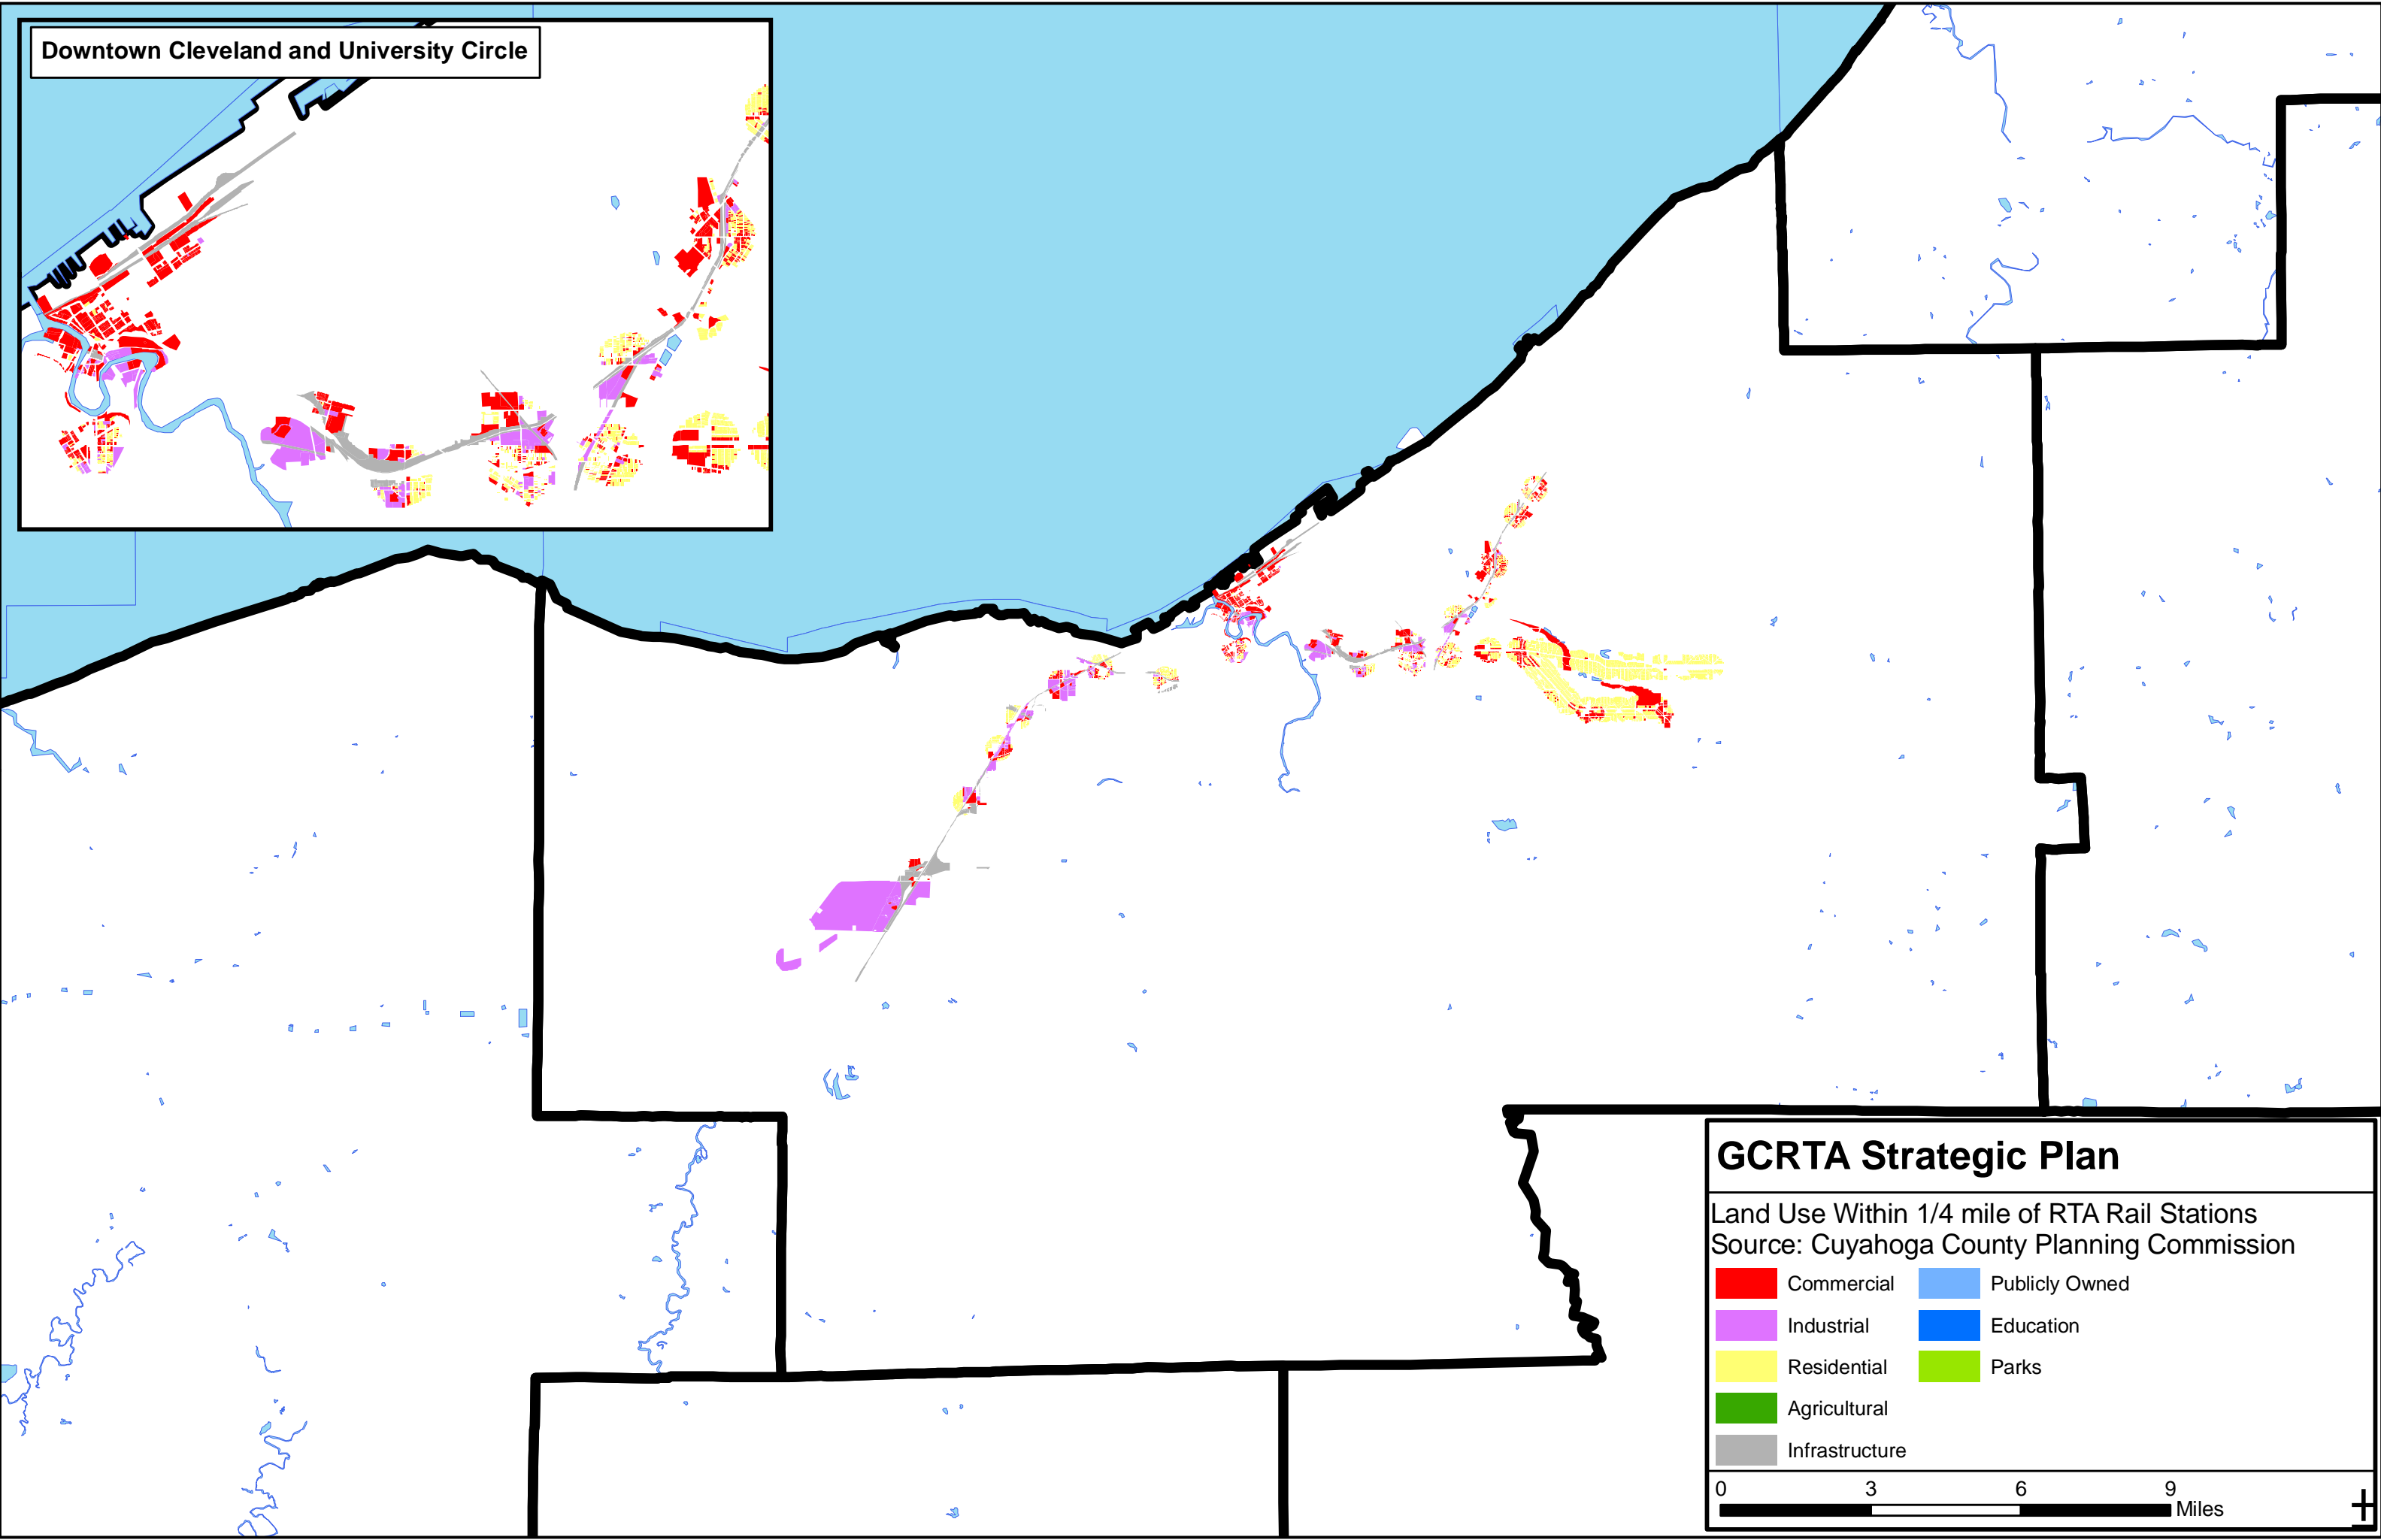 Downtown Cleveland and University Circle
GCRTA Strategic Plan
Land Use Within 1/4 mile of RTA Rail Stations
Source: Cuyahoga County Planning Commission
Commercial
Publicly Owned
Industrial
Education
Residential
Parks
Agricultural
Infrastructure
0 3 6 9
Miles